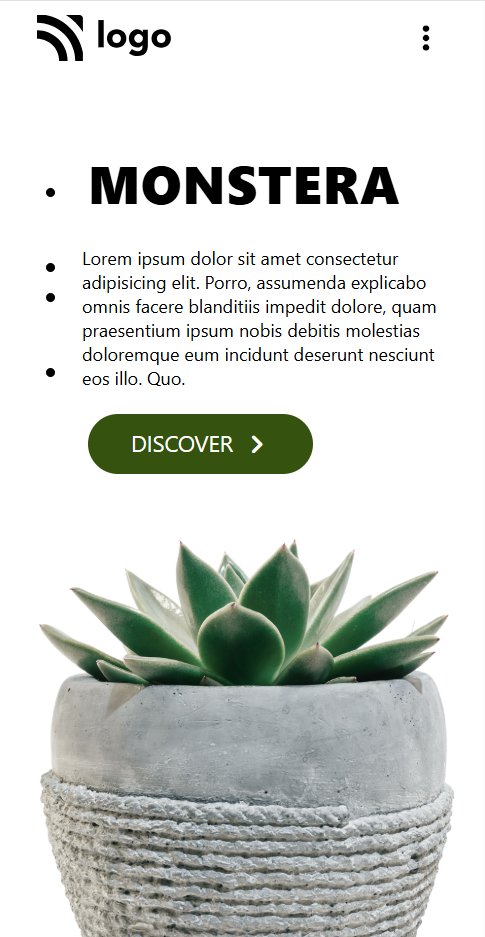 logo
MONSTERA
Lorem ipsum dolor sit amet consectetur
adipisicing elit. Porro, assumenda explicabo
omnis facere blanditiis impedit dolore, quam
praesentium ipsum nobis debitis molestias
doloremque eum incidunt deserunt nesciunt
eos illo. Quo.
DISCOVER